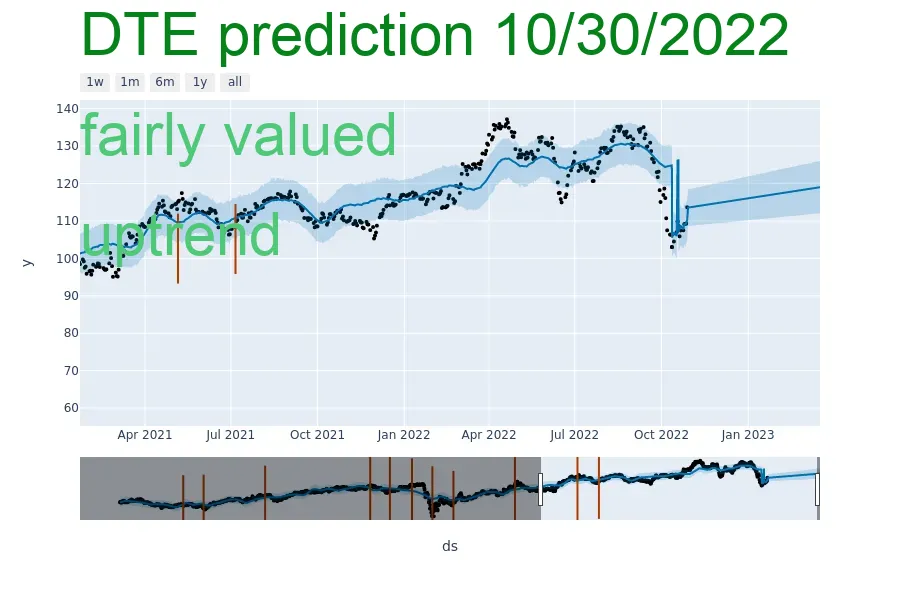 DTE prediction 10/30/2022
1w 1m 6m 1y all
140
fairly valued
130
120
110
uptrend
100
y
90
80
70
60
Apr 2021 Jul 2021 Oct 2021 Jan 2022 Apr 2022 Jul 2022 Oct 2022 Jan 2023
ds